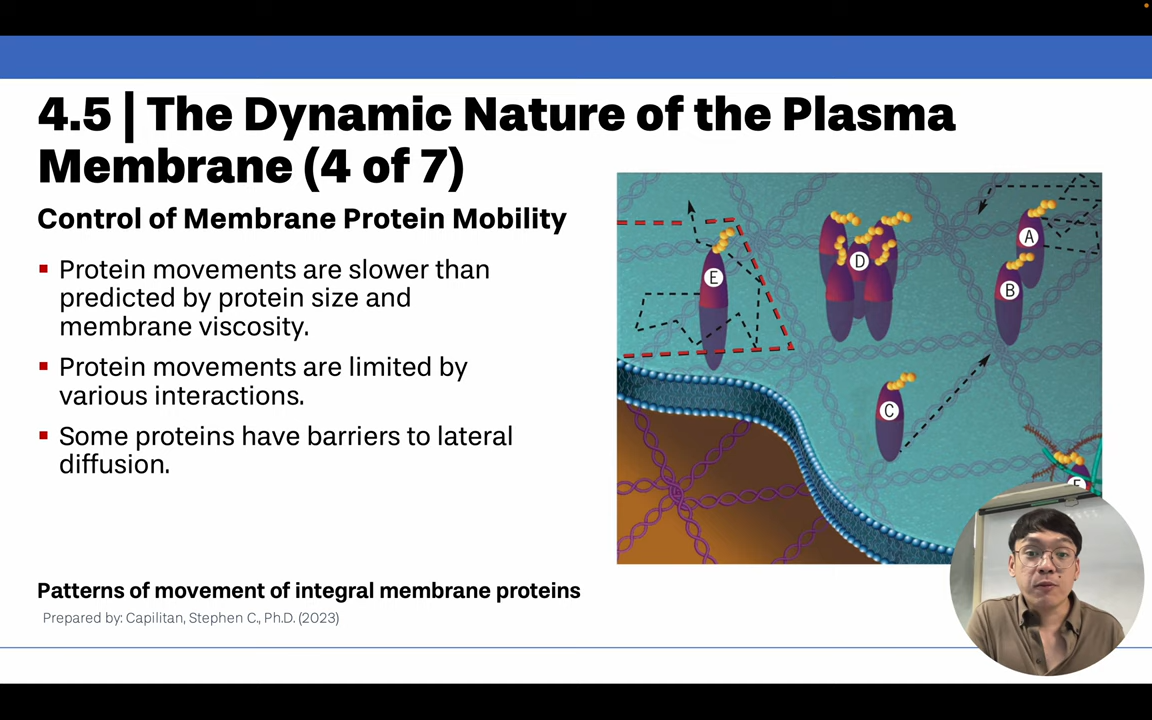 4.5 | The Dynamic Nature of the Plasma
Membrane (4 of 7)
Control of Membrane Protein Mobility
Protein movements are slower than
predicted by protein size and
membrane viscosity.
Protein movements are limited by
various interactions.
Some proteins have barriers to lateral
diffusion.
E
D
A
B
C
Patterns of movement of integral membrane proteins
Prepared by: Capilitan, Stephen C., Ph.D. (2023)